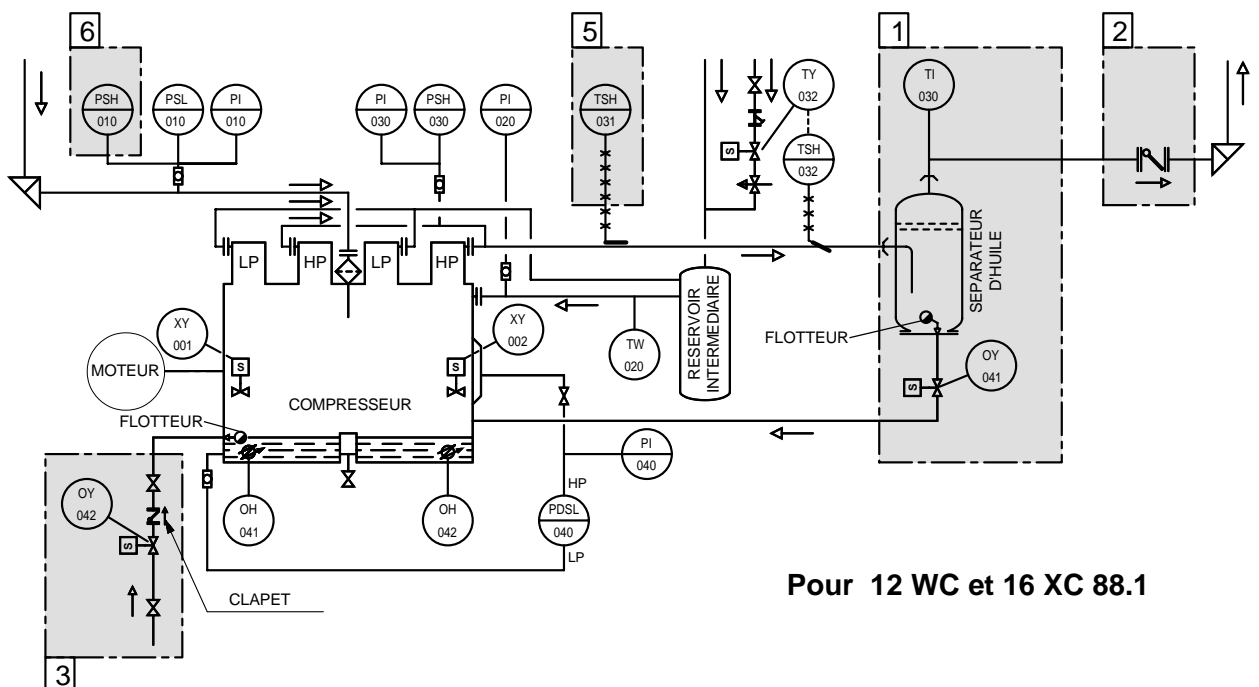 6
5
1
2
PSH
010
PSL
010
PI
010
PI
030
PSH
030
PI
020
TSH
031
TY
032
TI
030
S
TSH
032
LP
HP
LP
HP
SEPARATEUR
D'HUILE
XY
001
XY
002
RESERVOIR
INTERMEDIAIRE
FLOTTEUR
TW
020
MOTEUR
S
S
OY
041
S
COMPRESSEUR
FLOTTEUR
PI
040
HP
OY
042
OH
041
OH
042
PDSL
040
S
LP
CLAPET
Pour 12 WC et 16 XC 88.1
3